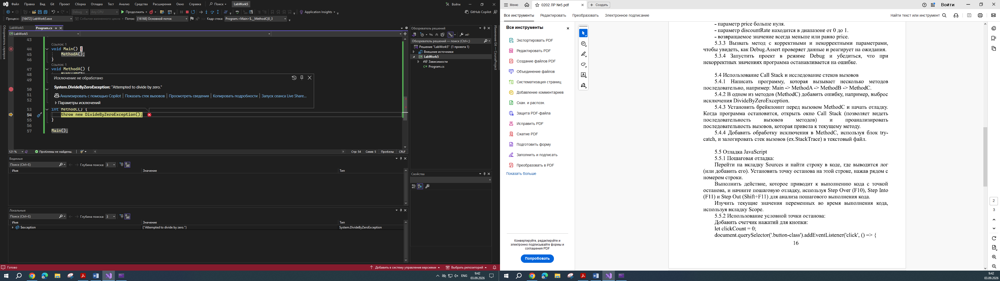 Файл Правка Вид Git Проект Сборка Отладка Тест Анализ Средства Расширения Окно Справка Поиск LabWork5 Войти
Debug Any CPU Продолжить Application Insights GitHub Copilot
Процесс: [16472] LabWork5.exe События жизненного цикла Поток: [16168] Основной поток Кадр стека: Program.<Main>$.__MethodC|0_3
Обозреватель серверов
LabWork5 Program.cs
LabWork5
43
Ссылок: 1
44 void Main() {
45 MethodA();
46 }
Ссылок: 1
47 void MethodA() {
48
49
50
51
52
Исключение не обработано
System.DivideByZeroException: "Attempted to divide by zero."
Анализировать с помощью Copilot | Показать стек вызовов | Просмотреть сведения | Копировать подробности | Запуск сеанса Live Share...
Параметры исключений
53 int MethodC() {
54 throw new DivideByZeroException();
55 }
56
57 Main();
121 % Проблемы не найдены. Стр: 54 Симв: 5 Пробелы CRLF
Видимые
Поиск (Ctrl+E) Глубина поиска: 3
Имя Значение Тип
Локальные
Поиск (Ctrl+E) Глубина поиска: 3
Имя Значение Тип
$exception {"Attempted to divide by zero."} System.DivideByZeroException
Обозреватель решений
Обозреватель решений — поиск (Ctrl+;)
Решение "LabWork5" (1 проекта 1)
Внешние источники
LabWork5
Зависимости
Program.cs
Свойства
Изменения Git — CourseProject
Готово Добавить в систему управления версиями Выбрать репозиторий
ENG 9:42
03.09.2026
Меню 0202 ЛР №5.pdf Создать Войти
Все инструменты Редактировать Преобразовать Электронное подписание Найти текст или инструмент
Все инструменты
Экспортировать PDF
Редактировать PDF
Создание файлов PDF
Объединение файлов
Систематизация страниц
Добавление комментариев
Скан. и распозн.
Защита PDF-файла
Исправить PDF
Сжатие PDF
Подготовить форму
Заполнить и подписать
Преобразовать в PDF
Показать больше
Конвертируйте, редактируйте и
электронно подписывайте формы и
соглашения PDF
Попробовать
- параметр price больше нуля.
- параметр discountRate находится в диапазоне от 0 до 1.
- возвращаемое значение всегда меньше или равно price.
5.3.3 Вызвать метод с корректными и некорректными параметрами,
чтобы увидеть, как Debug.Assert проверяет данные и реагирует на ожидания.
5.3.4 Запустить проект в режиме Debug и убедиться, что при
некорректных значениях программа останавливается на ошибке.
5.4 Использование Call Stack и исследование стеков вызовов
5.4.1 Написать программу, которая вызывает несколько методов
последовательно, например: Main -> MethodA -> MethodB -> MethodC.
5.4.2 В одном из методов (MethodC) добавить ошибку, например, выброс
исключения DivideByZeroException.
5.4.3 Установить брейкпоинт перед вызовом MethodC и начать отладку.
Когда программа остановится, открыть окно Call Stack (позволяет видеть
последовательность вызовов методов) и проанализировать
последовательность вызовов, которая привела к текущему методу.
5.4.4 Добавить обработку исключения в MethodC, используя блок try-
catch, и залогировать стек вызовов (ex.StackTrace) в текстовый файл.
5.5 Отладка JavaScript
5.5.1 Пошаговая отладка:
Перейти на вкладку Sources и найти строку в коде, где выводится лог
(или добавить его). Установить точку останова на этой строке, нажав рядом с
номером строки.
Выполнить действие, которое приводит к выполнению кода с точкой
останова, и начните пошаговую отладку, используя Step Over (F10), Step Into
(F11) и Step Out (Shift+F11) для анализа пошагового выполнения кода.
Изучить текущие значения переменных во время выполнения кода,
используя вкладку Scope.
5.5.2 Использование условной точки останова:
Добавить счетчик нажатий для кнопки:
let clickCount = 0;
document.querySelector('.button-class').addEventListener('click', () => {
16
2
3
9:42
03.09.2026